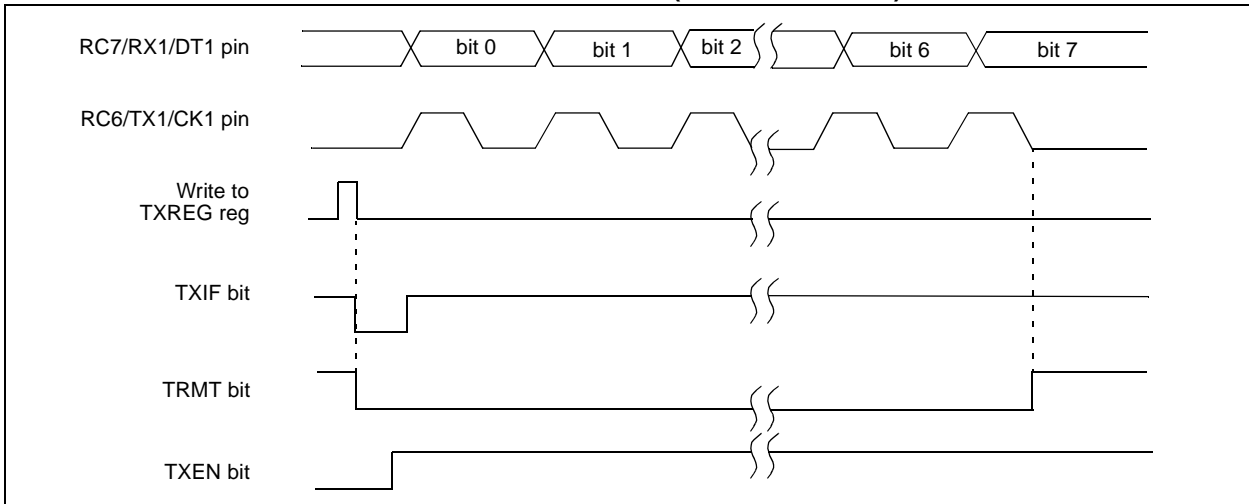 RC7/RX1/DT1 pin
bit 0
bit 1
bit 2
bit 6
bit 7
RC6/TX1/CK1 pin
Write to
TXREG reg
TXIF bit
TRMT bit
TXEN bit